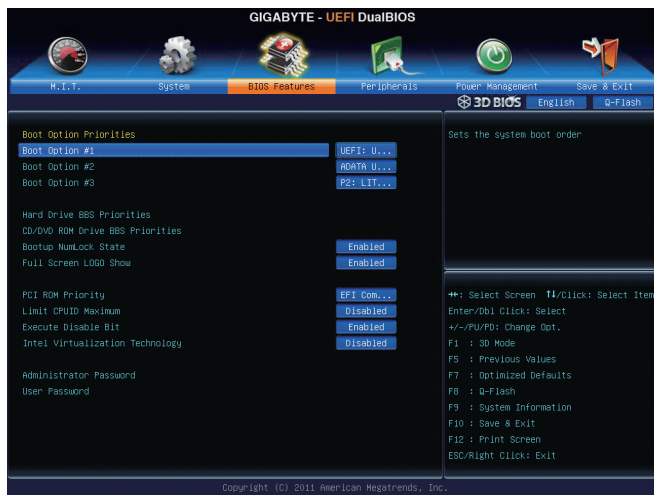 GIGABYTE - UEFI DualBIOS
M.I.T. System BIOS Features Peripherals Power Management Save & Exit
3D BIOS English Q-Flash
Boot Option Priorities
Boot Option #1 UEFI: U...
Boot Option #2 ADATA U...
Boot Option #3 P2: LIT...
Hard Drive BBS Priorities
CD/DVD ROM Drive BBS Priorities
Bootup NumLock State Enabled
Full Screen LOGO Show Enabled
PCI ROM Priority EFI Com...
Limit CPUID Maximum Disabled
Execute Disable Bit Enabled
Intel Virtualization Technology Disabled
Administrator Password
User Password
Sets the system boot order
↔: Select Screen ↑↓/Click: Select Item
Enter/Dbl Click: Select
+/-/PU/PD: Change Opt.
F1 : 3D Mode
F5 : Previous Values
F7 : Optimized Defaults
F8 : Q-Flash
F9 : System Information
F10 : Save & Exit
F12 : Print Screen
ESC/Right Click: Exit
Copyright (C) 2011 American Megatrends, Inc.